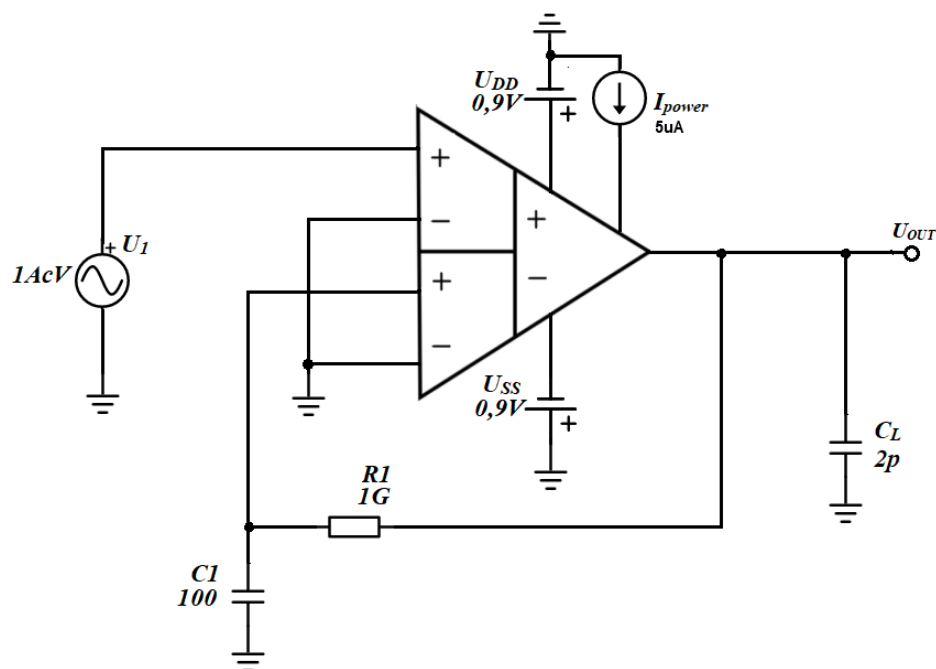 U_DD
0,9V
+
I_power
5uA
+
−
+
−
+
−
+ U_1
1AcV
U_OUT
U_SS
0,9V
+
C_L
2p
R1
1G
C1
100